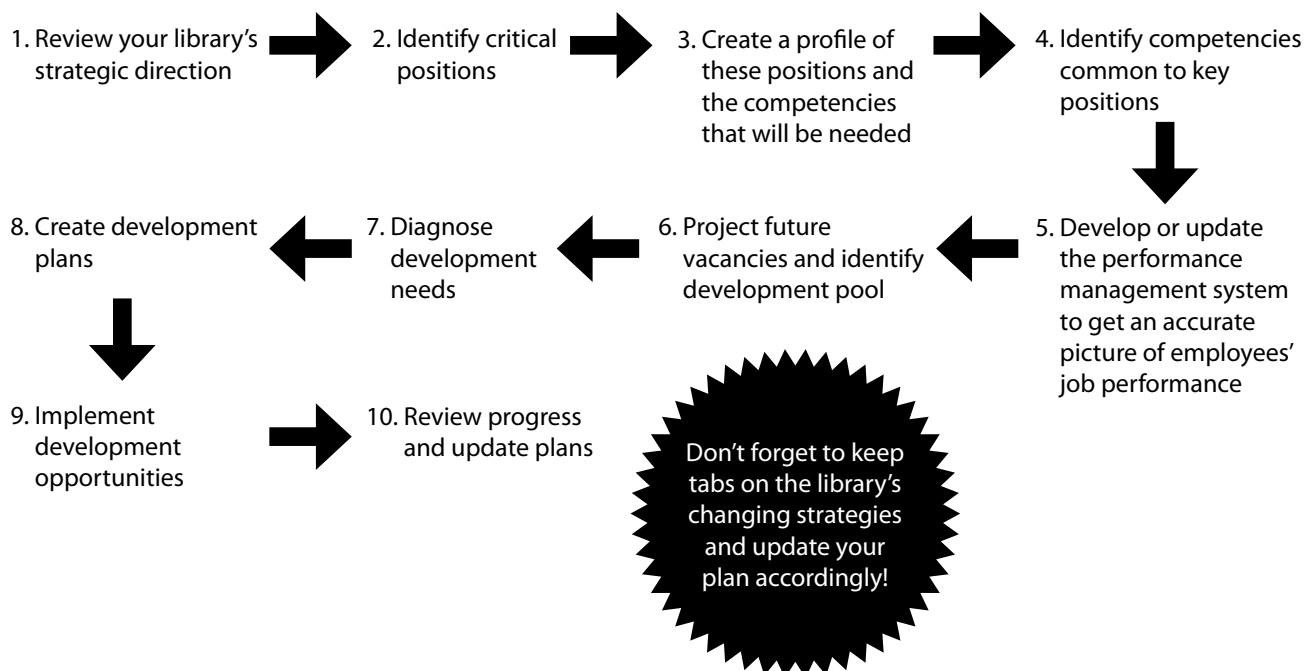 1. Review your library's
strategic direction
2. Identify critical
positions
3. Create a profile of
these positions and
the competencies
that will be needed
4. Identify competencies
common to key
positions
5. Develop or update
the performance
management system
to get an accurate
picture of employees'
job performance
6. Project future
vacancies and identify
development pool
7. Diagnose
development
needs
8. Create development
plans
9. Implement
development
opportunities
10. Review progress
and update plans
Don't forget to keep
tabs on the library's
changing strategies
and update your
plan accordingly!